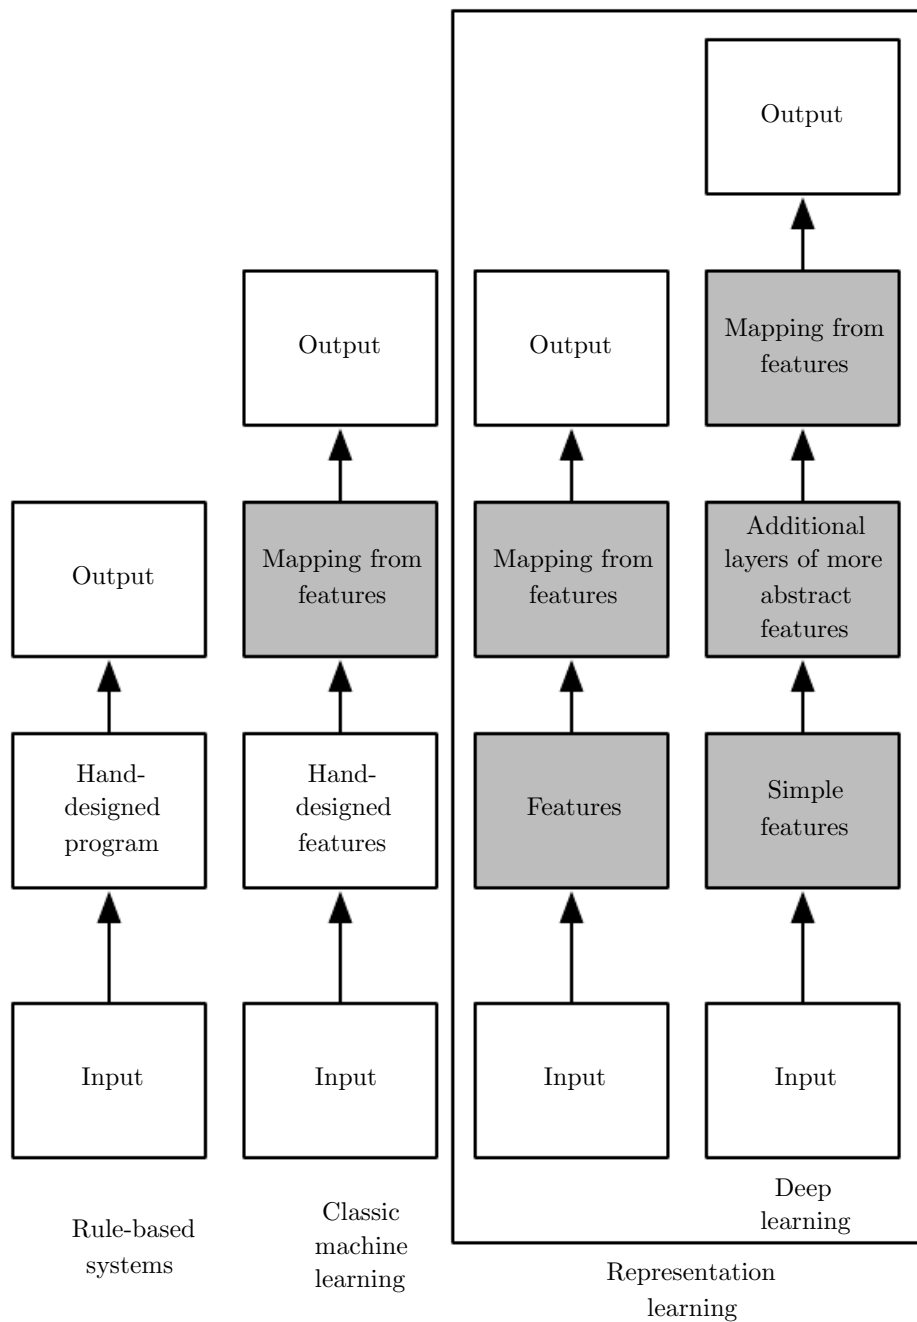 Output
Output
Output
Mapping from
features
Output
Mapping from
features
Mapping from
features
Additional
layers of more
abstract
features
Hand-
designed
program
Hand-
designed
features
Features
Simple
features
Input
Input
Input
Input
Rule-based
systems
Classic
machine
learning
Deep
learning
Representation
learning